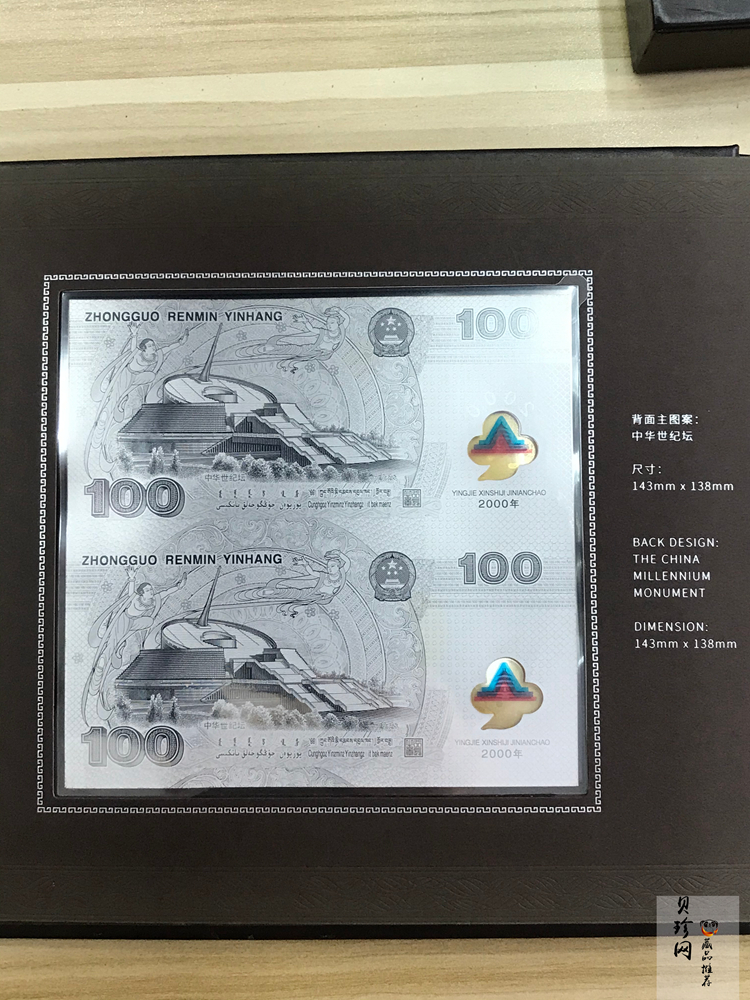 ZHONGGUO RENMIN YINHANG
100
中华世纪坛
100
YINGJIE XINSHIJI JINIANCHAO
2000年
ZHONGGUO RENMIN YINHANG
100
中华世纪坛
100
YINGJIE XINSHIJI JINIANCHAO
2000年
背面主图案:
中华世纪坛
尺寸:
143mm x 138mm
BACK DESIGN:
THE CHINA
MILLENNIUM
MONUMENT
DIMENSION:
143mm x 138mm
贝珍网
藏品推荐